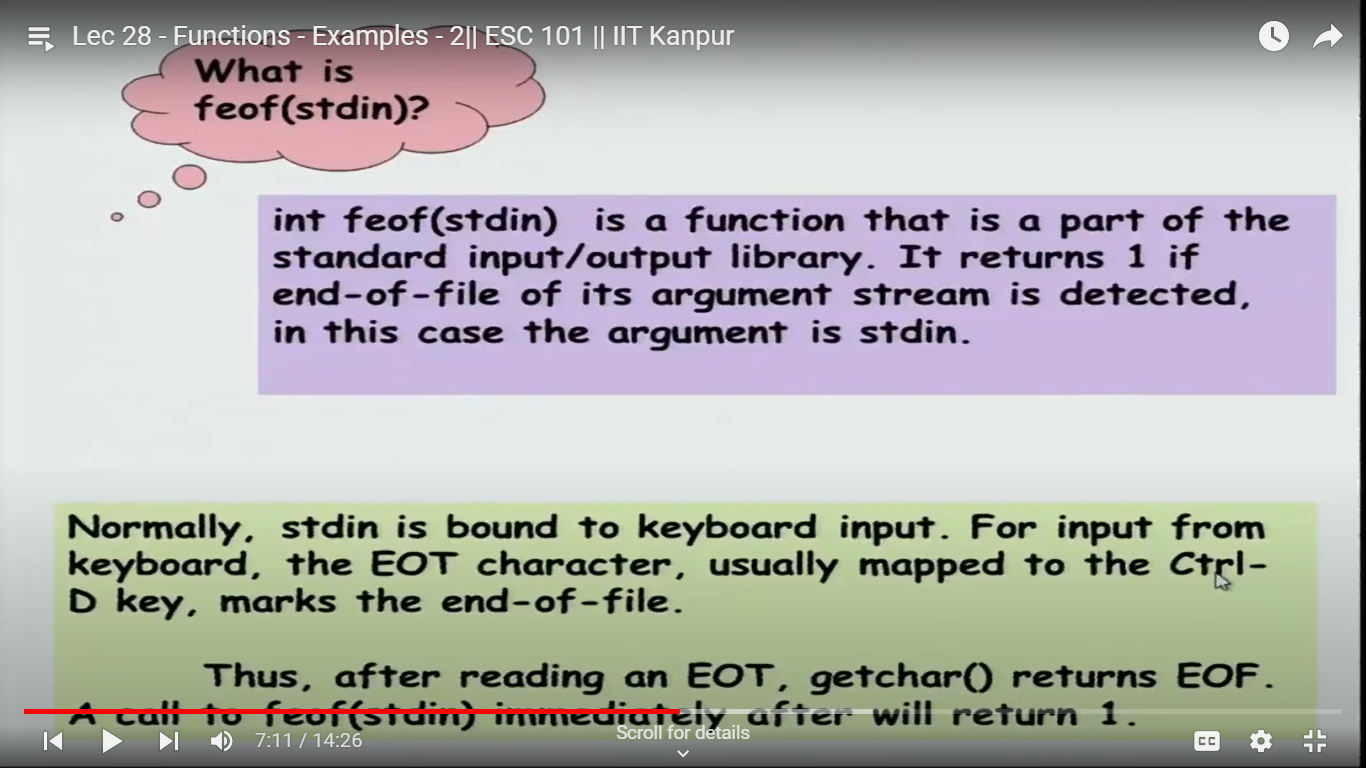 Lec 28 - Functions - Examples - 2|| ESC 101 || IIT Kanpur
What is
feof(stdin)?
int feof(stdin) is a function that is a part of the
standard input/output library. It returns 1 if
end-of-file of its argument stream is detected,
in this case the argument is stdin.
Normally, stdin is bound to keyboard input. For input from
keyboard, the EOT character, usually mapped to the Ctrl-
D key, marks the end-of-file.
Thus, after reading an EOT, getchar() returns EOF.
A call to feof(stdin) immediately after will return 1.
Scroll for details
7:11 / 14:26
CC